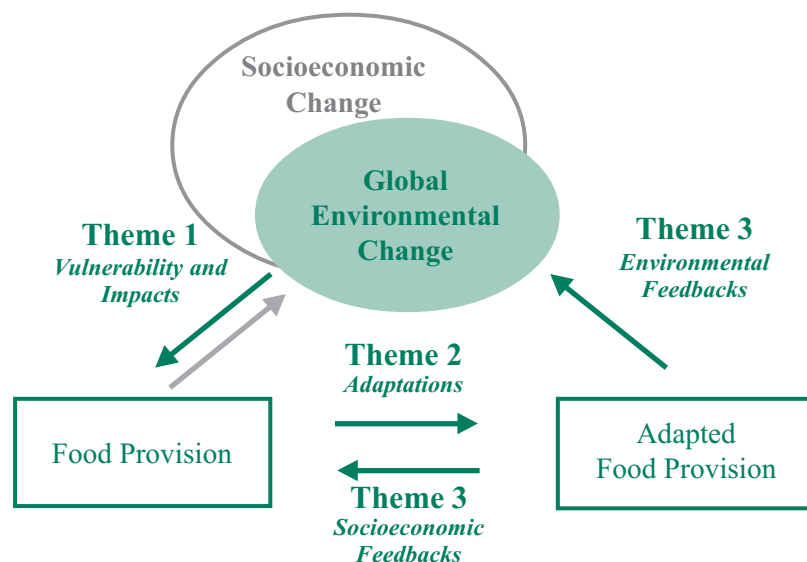 Socioeconomic
Change
Global
Environmental
Change
Theme 1
Vulnerability and
Impacts
Theme 3
Environmental
Feedbacks
Theme 2
Adaptations
Food Provision
Adapted
Food Provision
Theme 3
Socioeconomic
Feedbacks